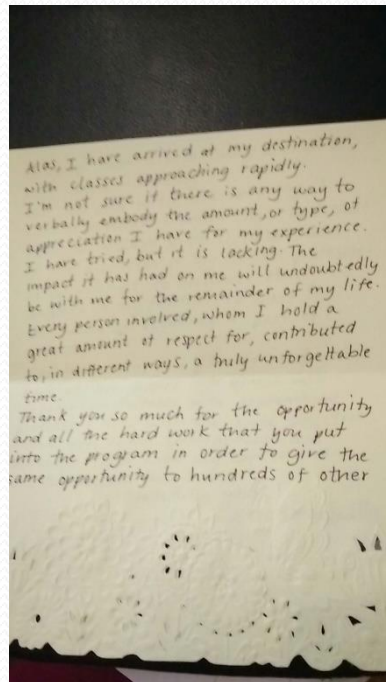 Alas, I have arrived at my destination,
with classes approaching rapidly.
I'm not sure if there is any way to
verbally embody the amount, or type, of
appreciation I have for my experience.
I have tried, but it is lacking. The
impact it has had on me will undoubtedly
be with me for the remainder of my life.
Every person involved, whom I hold a
great amount of respect for, contributed
to, in different ways, a truly unforgettable
time.
Thank you so much for the opportunity
and all the hard work that you put
into the program in order to give the
same opportunity to hundreds of other